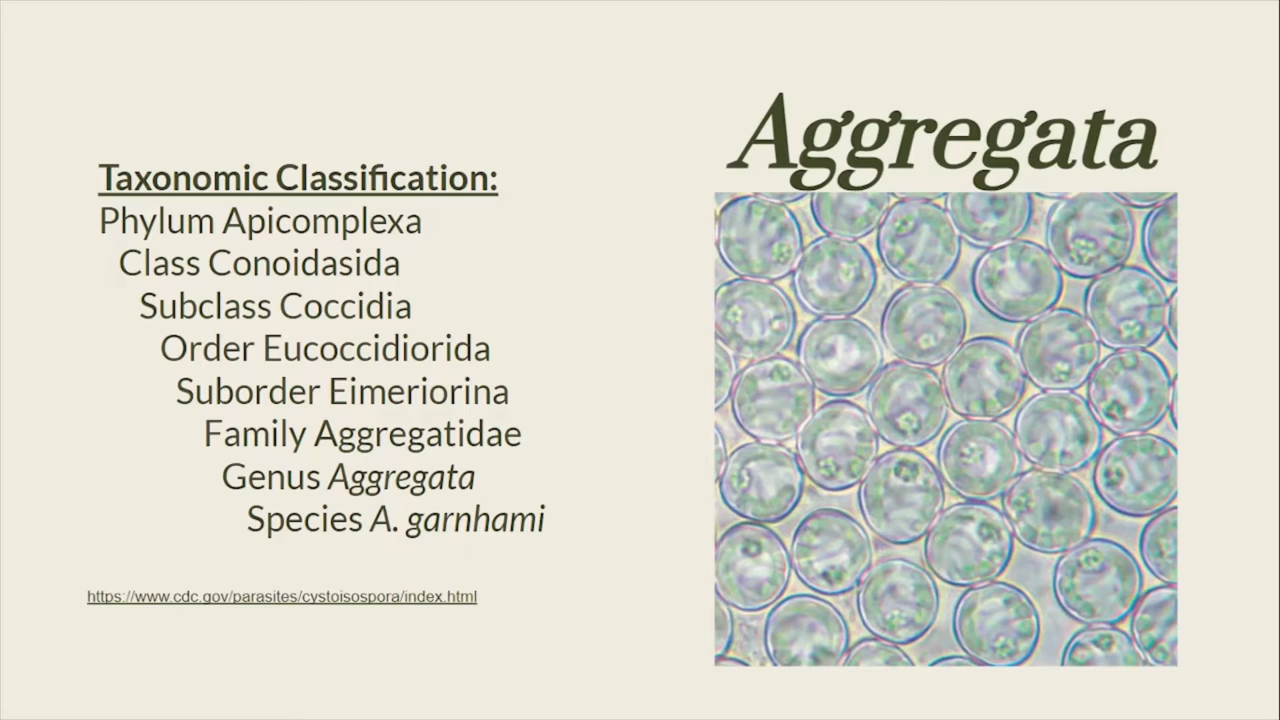 Aggregata
Taxonomic Classification:
Phylum Apicomplexa
Class Conoidasida
Subclass Coccidia
Order Eucoccidiorida
Suborder Eimeriorina
Family Aggregatidae
Genus Aggregata
Species A. garnhami
https://www.cdc.gov/parasites/cystoisospora/index.html